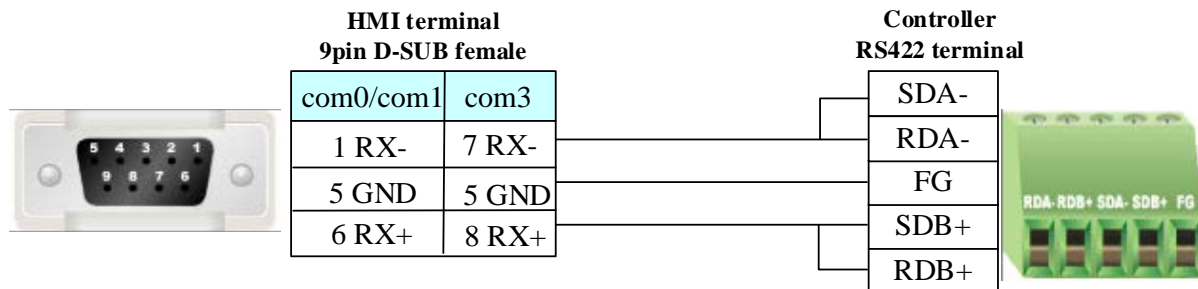 HMI terminal
9pin D-SUB female
Controller
RS422 terminal
com0/com1 com3
1 RX- 7 RX-
5 GND 5 GND
6 RX+ 8 RX+
SDA-
RDA-
FG
SDB+
RDB+
5 4 3 2 1
9 8 7 6
RDA- RDB+ SDA- SDB+ FG